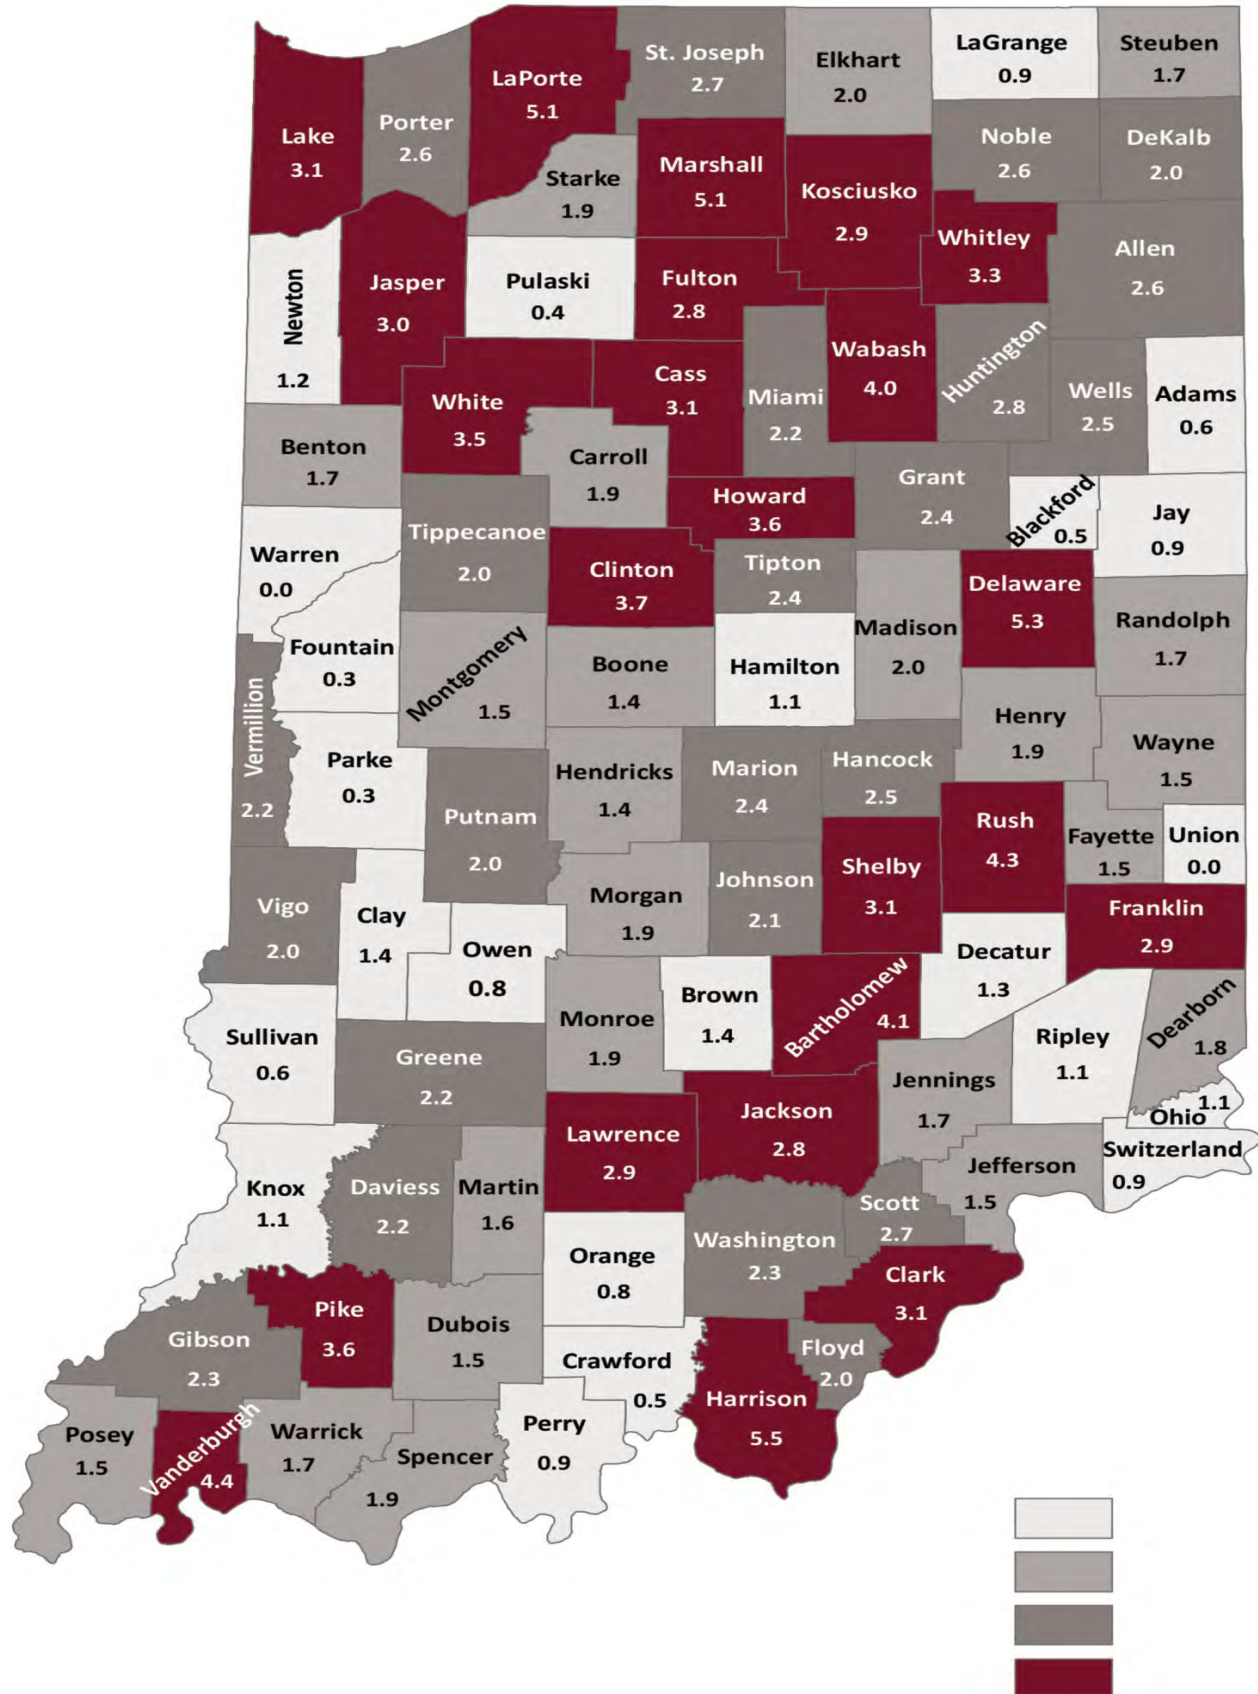 LaGrange
0.9
Steuben
1.7
St. Joseph
2.7
Elkhart
2.0
LaPorte
5.1
Porter
2.6
Lake
3.1
Noble
2.6
DeKalb
2.0
Marshall
5.1
Starke
1.9
Kosciusko
2.9
Whitley
3.3
Allen
2.6
Newton
1.2
Jasper
3.0
Pulaski
0.4
Fulton
2.8
Wabash
4.0
Huntington
2.8
Miami
2.2
Wells
2.5
Adams
0.6
White
3.5
Cass
3.1
Benton
1.7
Carroll
1.9
Howard
3.6
Grant
2.4
Blackford
0.5
Jay
0.9
Warren
0.0
Tippecanoe
2.0
Clinton
3.7
Tipton
2.4
Delaware
5.3
Randolph
1.7
Madison
2.0
Fountain
0.3
Montgomery
1.5
Boone
1.4
Hamilton
1.1
Vermillion
2.2
Parke
0.3
Henry
1.9
Wayne
1.5
Hendricks
1.4
Marion
2.4
Hancock
2.5
Putnam
2.0
Rush
4.3
Fayette
1.5
Union
0.0
Shelby
3.1
Johnson
2.1
Morgan
1.9
Vigo
2.0
Clay
1.4
Owen
0.8
Franklin
2.9
Decatur
1.3
Brown
1.4
Bartholomew
4.1
Monroe
1.9
Sullivan
0.6
Greene
2.2
Ripley
1.1
Dearborn
1.8
Jennings
1.7
Ohio
1.1
Jackson
2.8
Lawrence
2.9
Switzerland
0.9
Jefferson
1.5
Knox
1.1
Daviess
2.2
Martin
1.6
Scott
2.7
Washington
2.3
Orange
0.8
Clark
3.1
Pike
3.6
Gibson
2.3
Dubois
1.5
Crawford
0.5
Floyd
2.0
Harrison
5.5
Posey
1.5
Vanderburgh
4.4
Warrick
1.7
Spencer
1.9
Perry
0.9